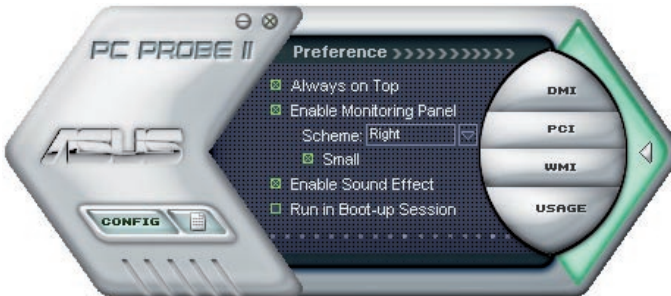 PC PROBE II
ASUS
CONFIG
Preference
Always on Top
Enable Monitoring Panel
Scheme: Right
Small
Enable Sound Effect
Run in Boot-up Session
DMI
PCI
WMI
USAGE